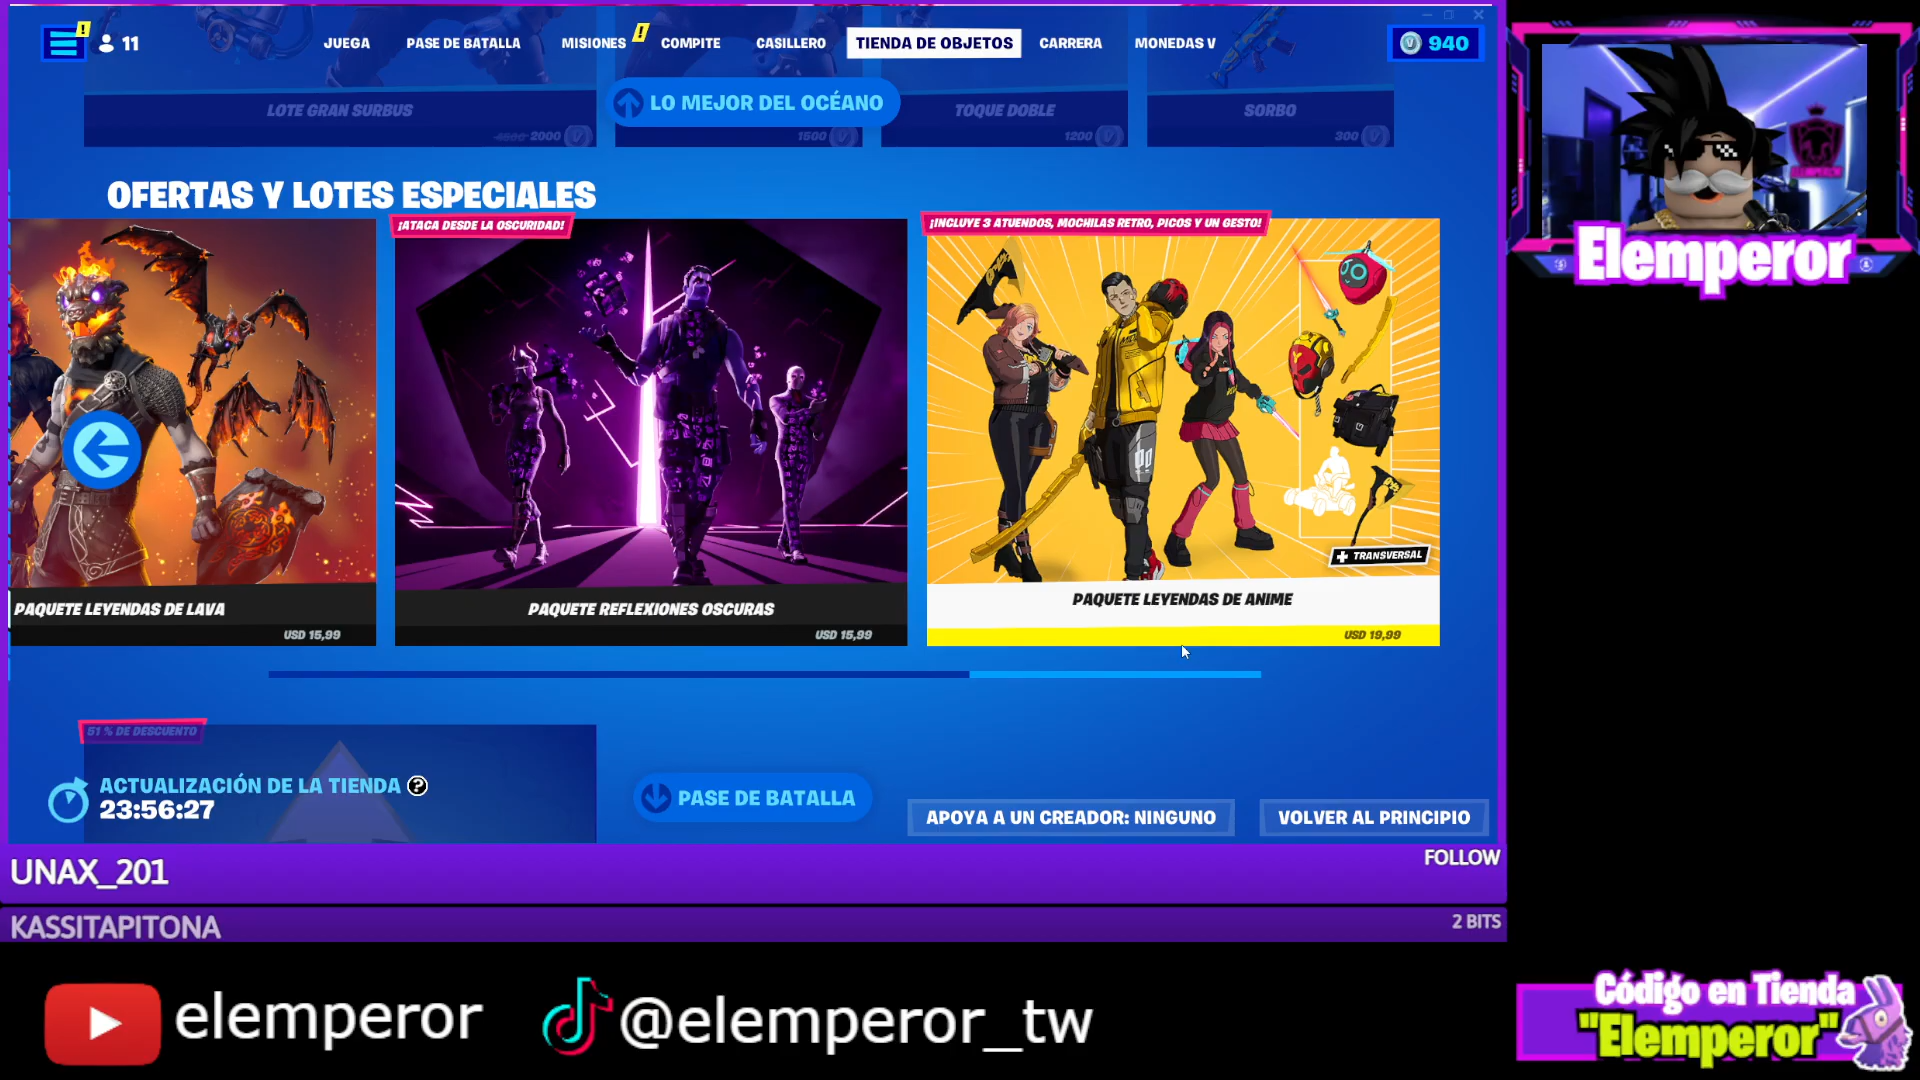 11
JUEGA
PASE DE BATALLA
MISIONES
!
COMPITE
CASILLERO
TIENDA DE OBJETOS
CARRERA
MONEDAS V
940
LOTE GRAN SURBUS
2000
LO MEJOR DEL OCÉANO
1500
TOQUE DOBLE
1200
SORBO
300
OFERTAS Y LOTES ESPECIALES
¡ATACA DESDE LA OSCURIDAD!
¡INCLUYE 3 ATUENDOS, MOCHILAS RETRO, PICOS Y UN GESTO!
+ TRANSVERSAL
PAQUETE LEYENDAS DE LAVA
USD 15,99
PAQUETE REFLEXIONES OSCURAS
USD 15,99
PAQUETE LEYENDAS DE ANIME
USD 19,99
51 % DE DESCUENTO
ACTUALIZACIÓN DE LA TIENDA ?
23:56:27
PASE DE BATALLA
APOYA A UN CREADOR: NINGUNO
VOLVER AL PRINCIPIO
UNAX_201
FOLLOW
KASSITAPITONA
2 BITS
elemperor
@elemperor_tw
Elemperor
Código en Tienda
"Elemperor"